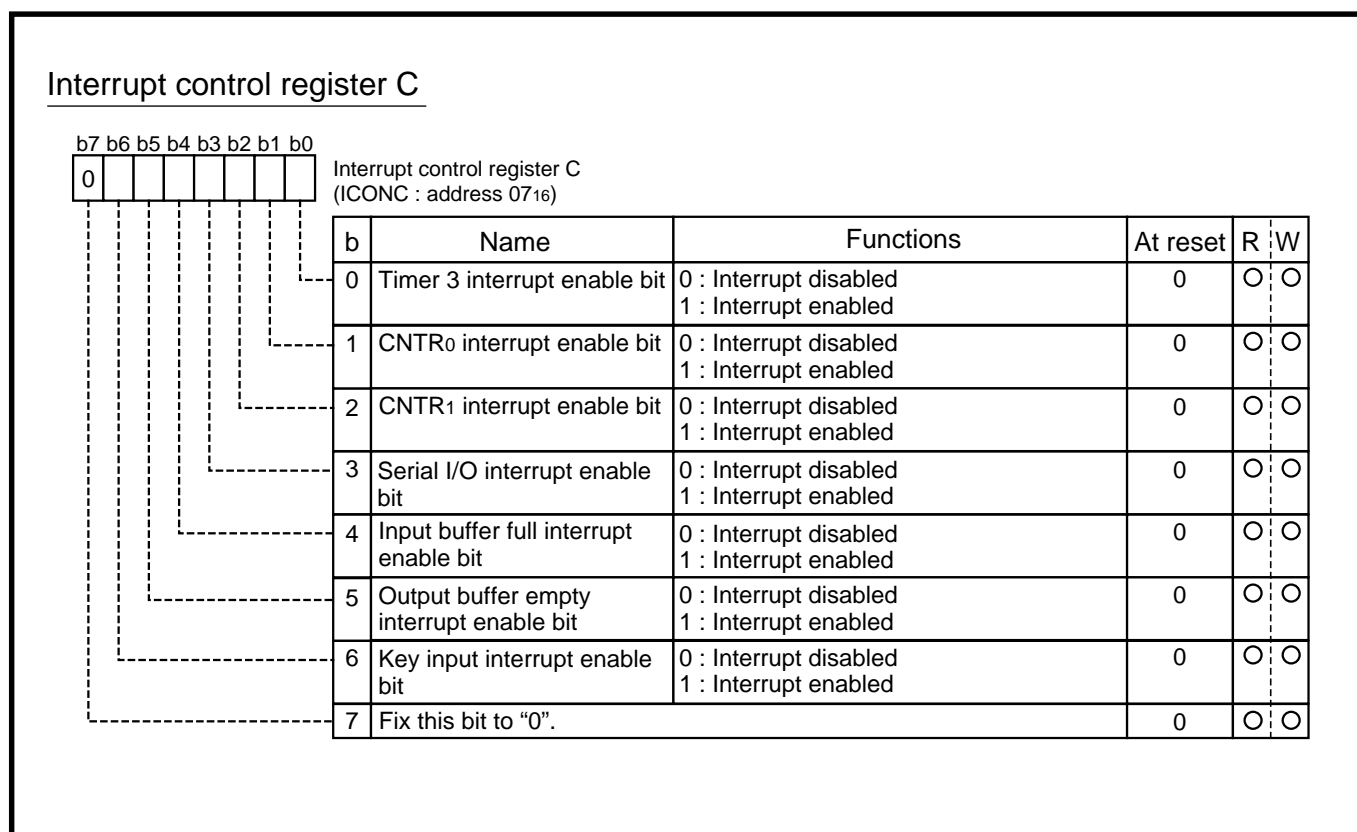 Interrupt control register C
b7 b6 b5 b4 b3 b2 b1 b0
0
Interrupt control register C
(ICONC : address 0716)
b Name Functions At reset R W
0 Timer 3 interrupt enable bit 0 : Interrupt disabled 0 ○ ○
1 : Interrupt enabled
1 CNTR0 interrupt enable bit 0 : Interrupt disabled 0 ○ ○
1 : Interrupt enabled
2 CNTR1 interrupt enable bit 0 : Interrupt disabled 0 ○ ○
1 : Interrupt enabled
3 Serial I/O interrupt enable 0 : Interrupt disabled 0 ○ ○
bit 1 : Interrupt enabled
4 Input buffer full interrupt 0 : Interrupt disabled 0 ○ ○
enable bit 1 : Interrupt enabled
5 Output buffer empty 0 : Interrupt disabled 0 ○ ○
interrupt enable bit 1 : Interrupt enabled
6 Key input interrupt enable 0 : Interrupt disabled 0 ○ ○
bit 1 : Interrupt enabled
7 Fix this bit to “0”. 0 ○ ○